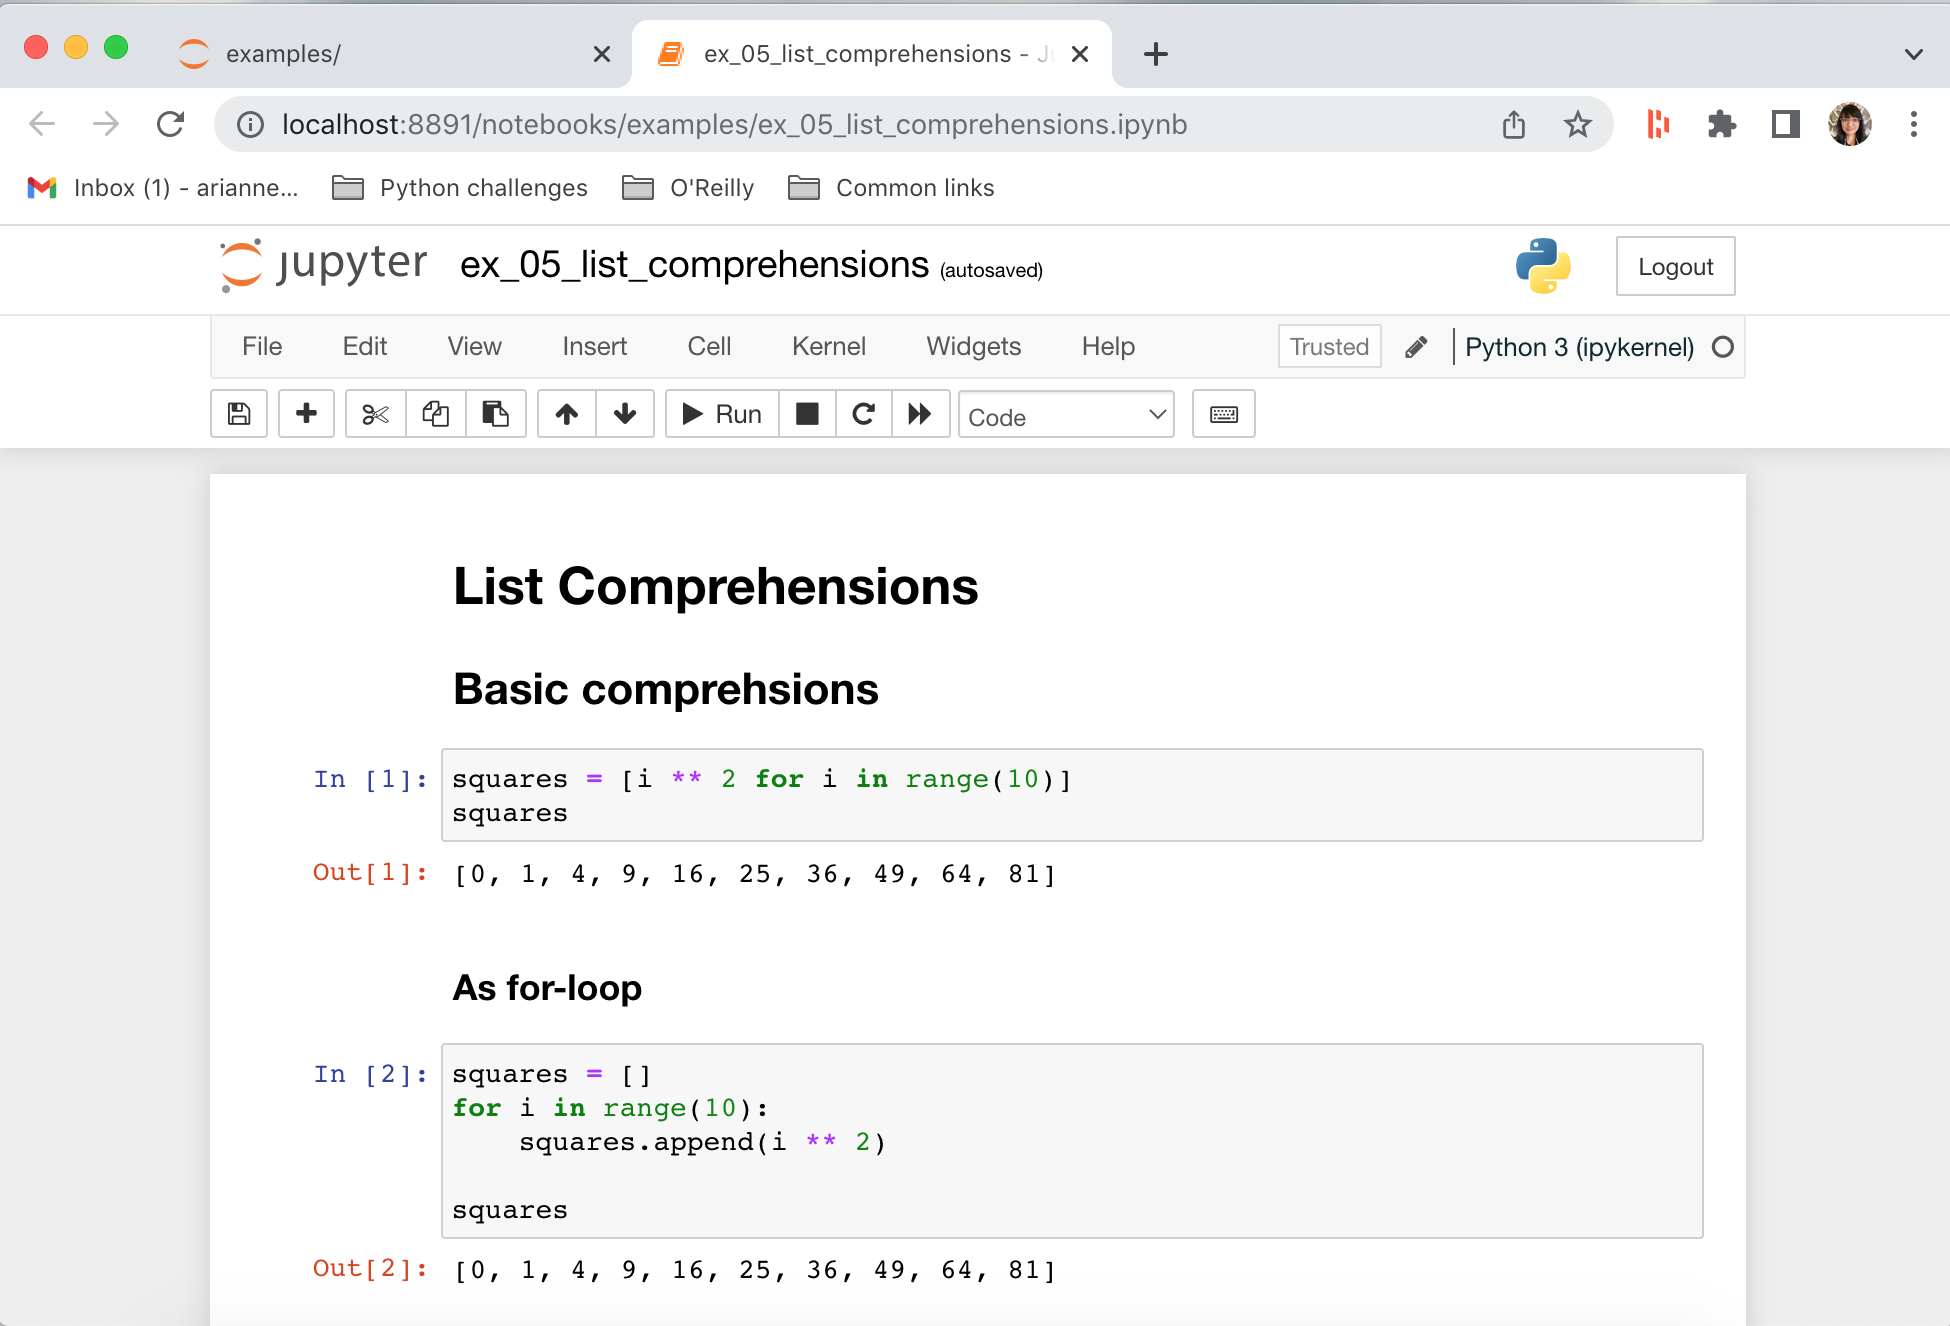 examples/
ex_05_list_comprehensions - J
localhost:8891/notebooks/examples/ex_05_list_comprehensions.ipynb
Inbox (1) - arianne...
Python challenges
O'Reilly
Common links
jupyter
ex_05_list_comprehensions (autosaved)
Logout
File Edit View Insert Cell Kernel Widgets Help
Trusted
Python 3 (ipykernel)
Run
Code
List Comprehensions
Basic comprehsions
In [1]: squares = [i ** 2 for i in range(10)]
squares
Out[1]: [0, 1, 4, 9, 16, 25, 36, 49, 64, 81]
As for-loop
In [2]: squares = []
for i in range(10):
    squares.append(i ** 2)
squares
Out[2]: [0, 1, 4, 9, 16, 25, 36, 49, 64, 81]